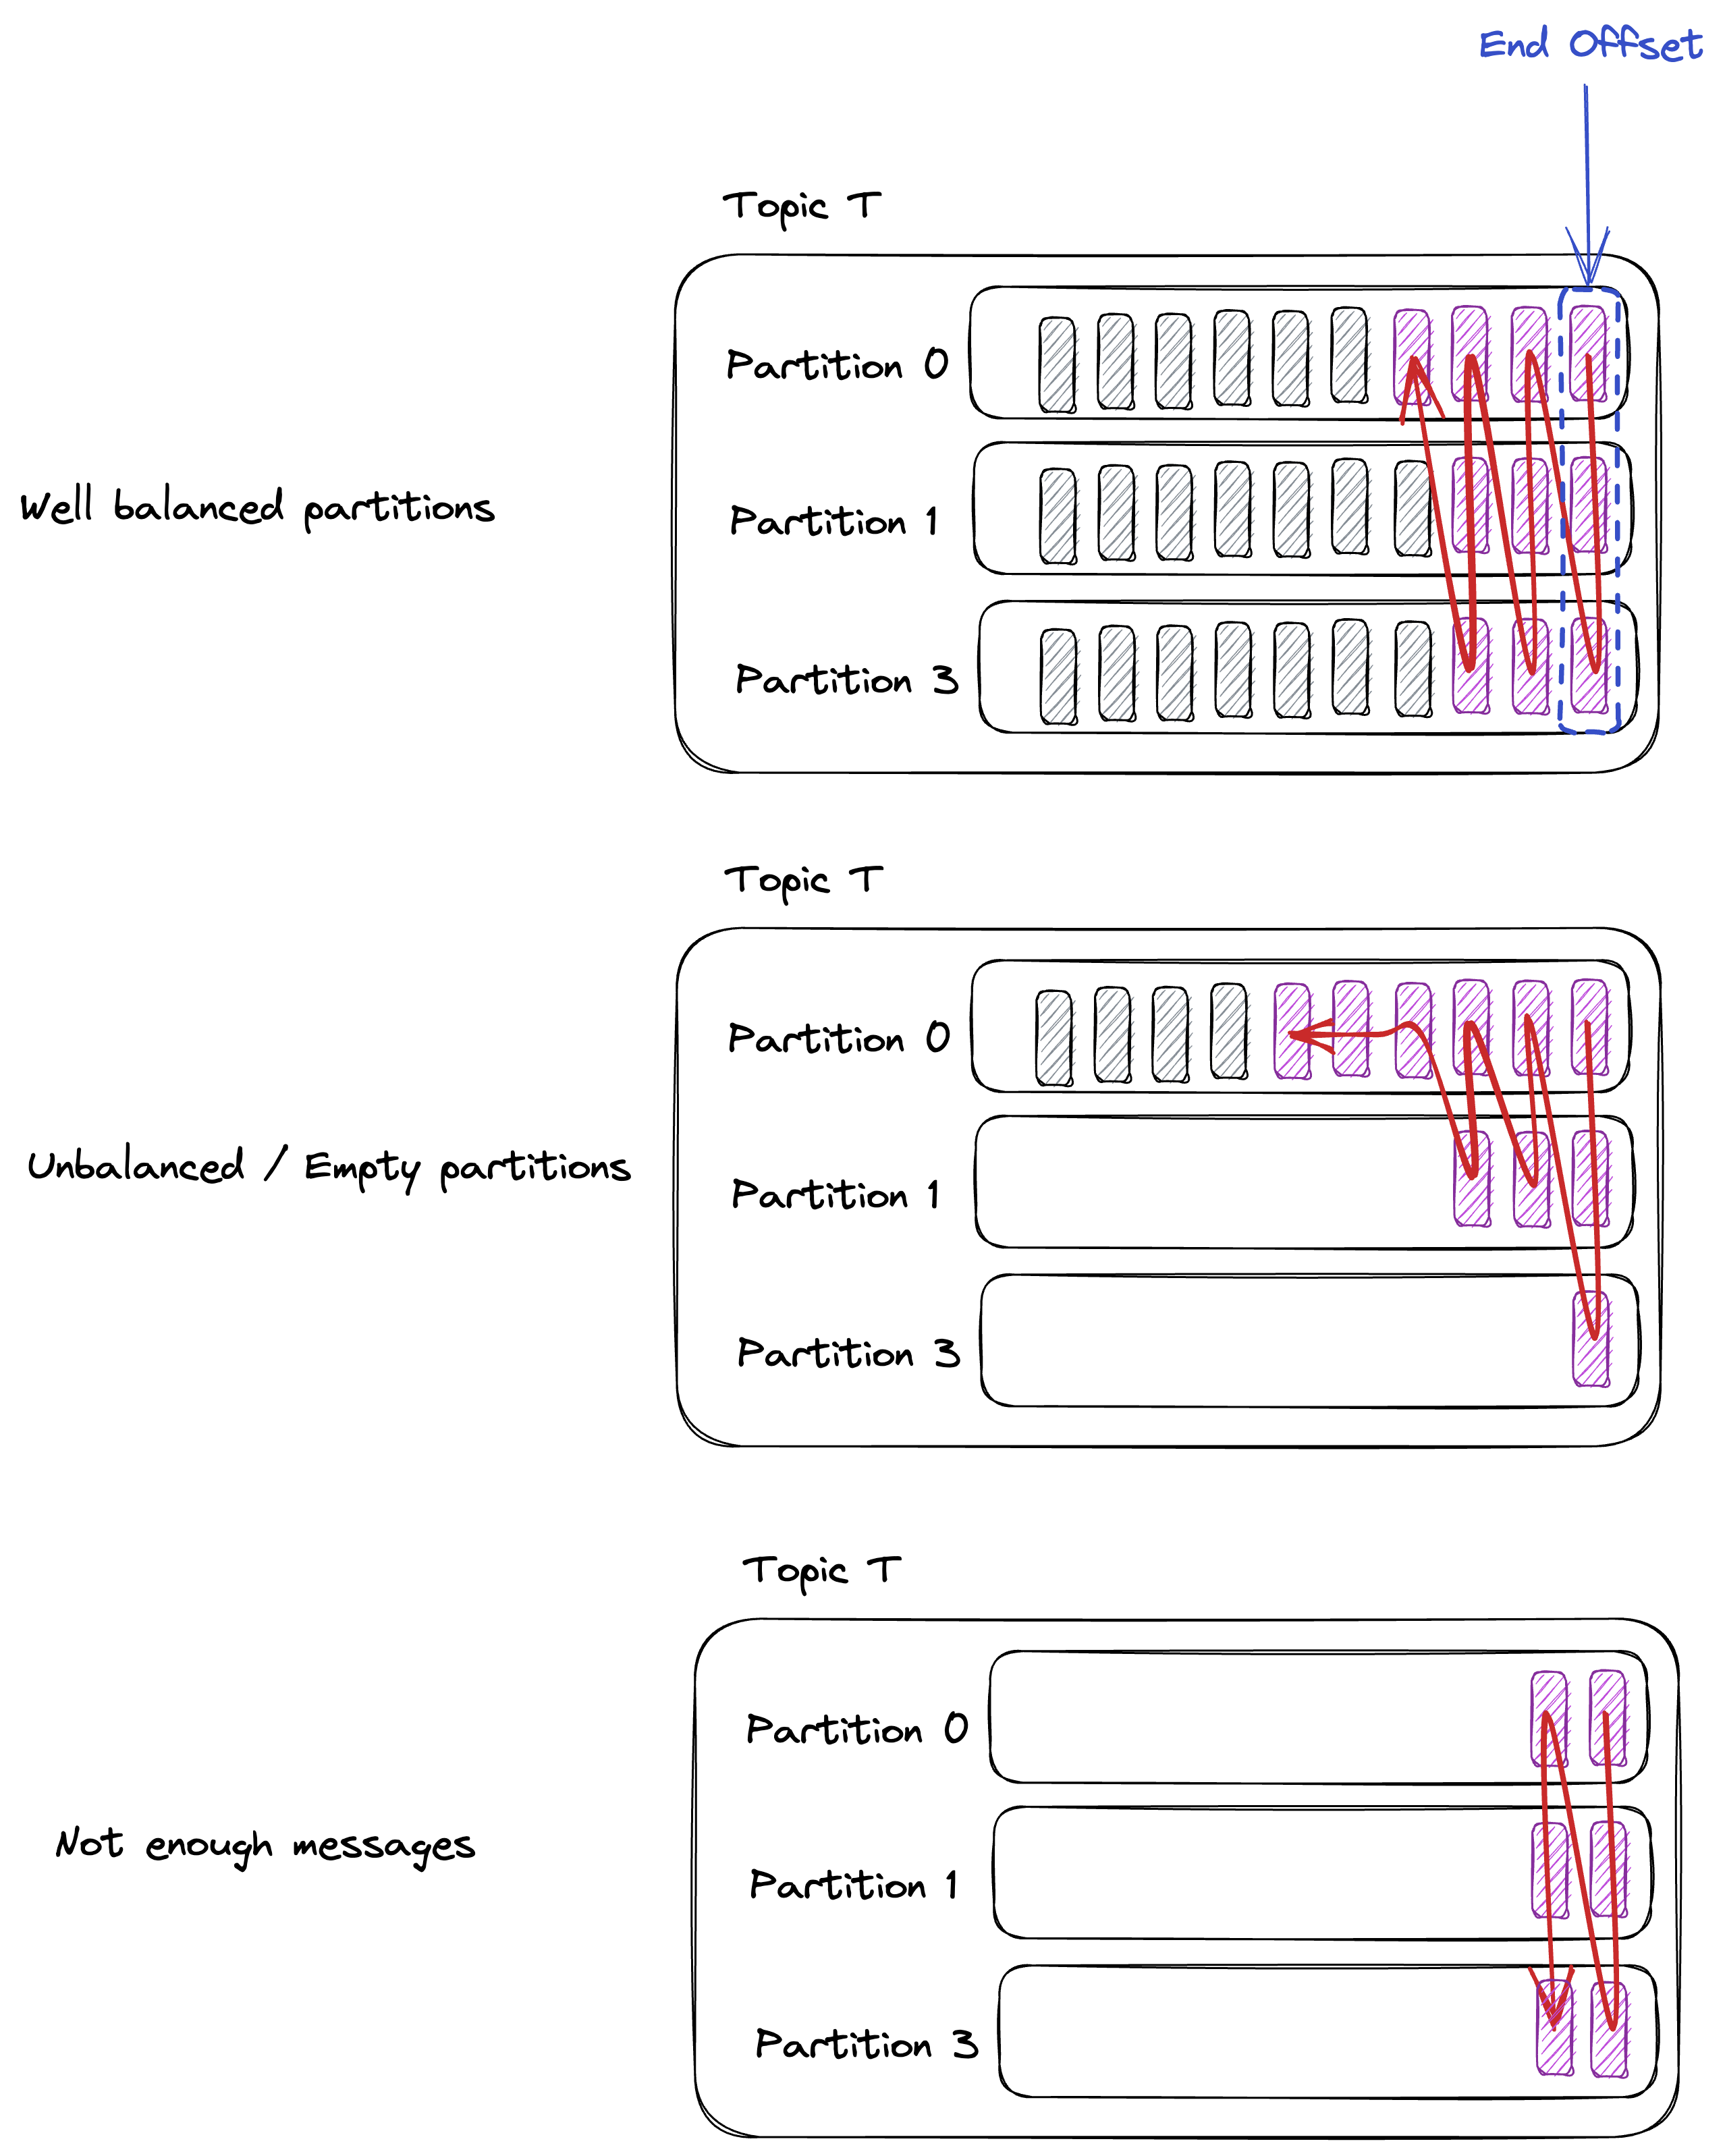 End Offset
Topic T
Partition 0
Well balanced partitions
Partition 1
Partition 3
Topic T
Partition 0
Unbalanced / Empty partitions
Partition 1
Partition 3
Topic T
Partition 0
Not enough messages
Partition 1
Partition 3